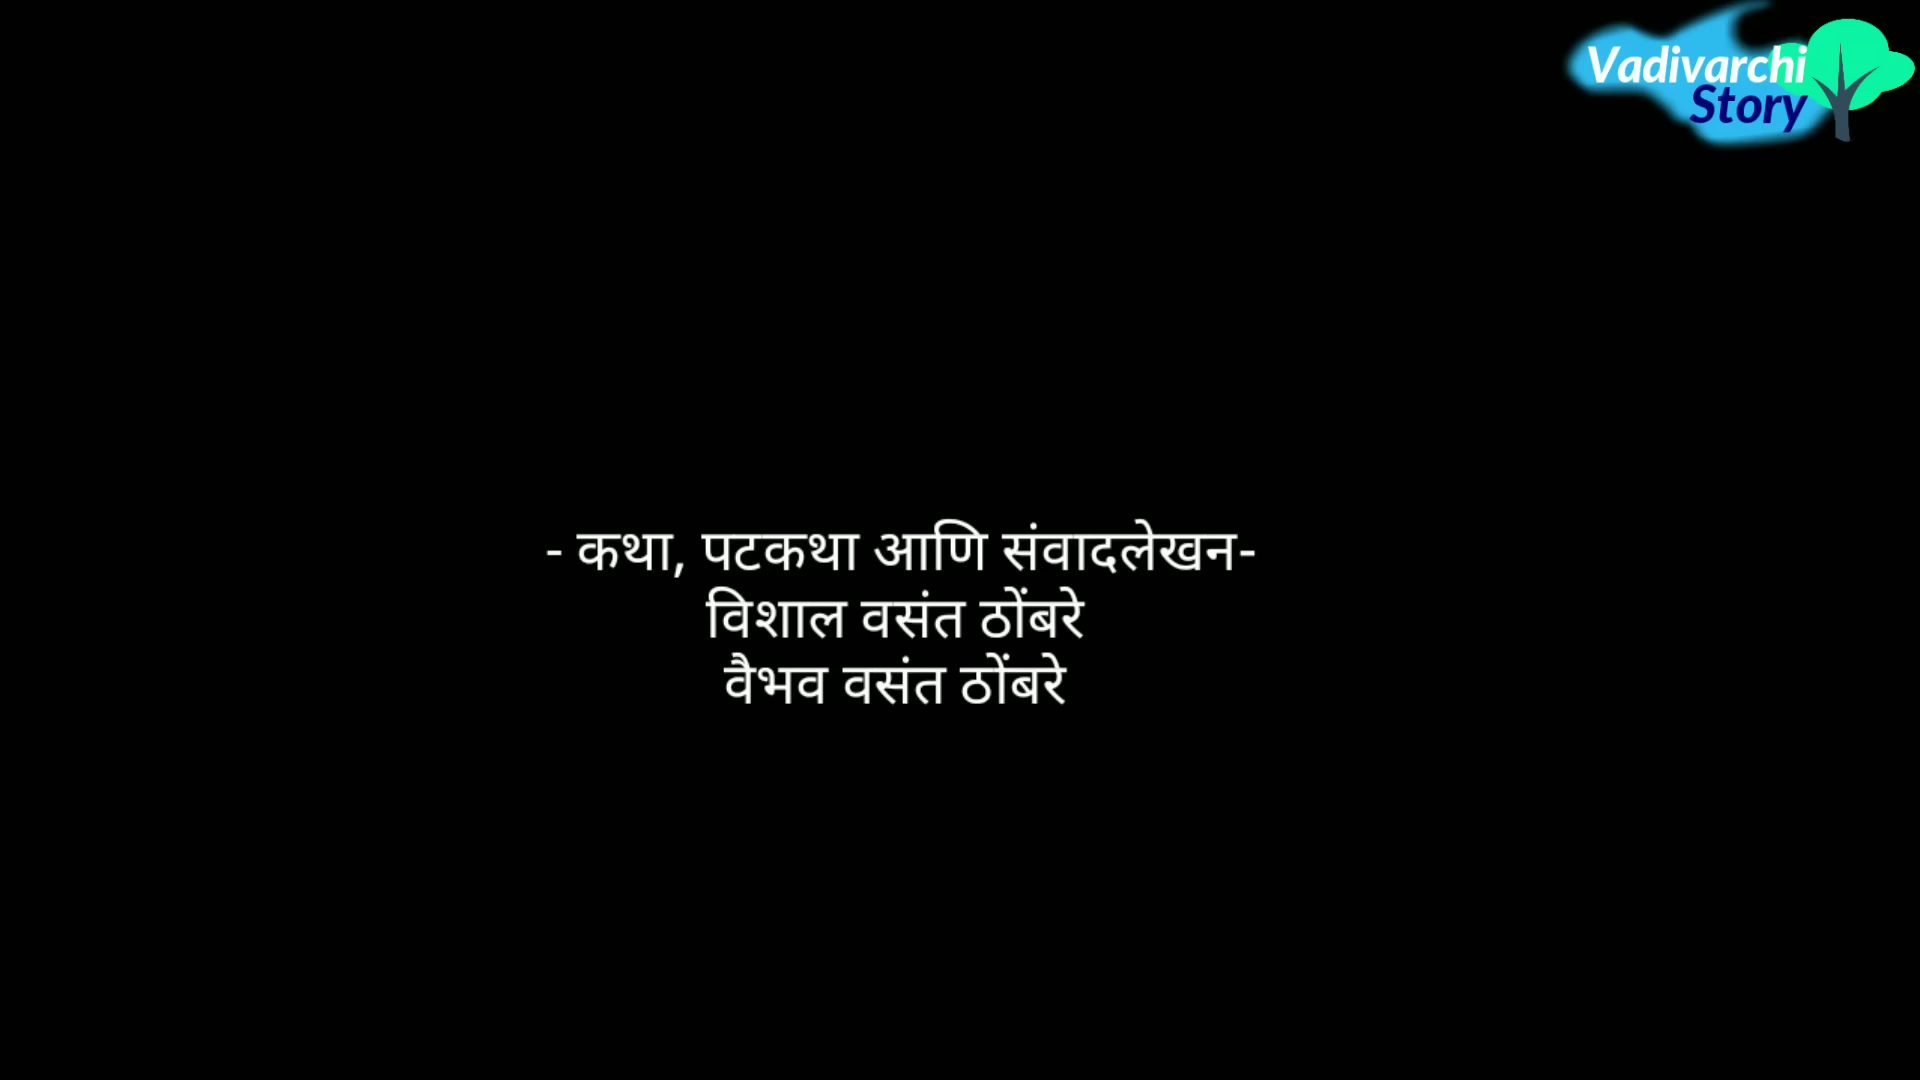 Vadivarchi
Story
- कथा, पटकथा आणि संवादलेखन-
विशाल वसंत ठोंबरे
वैभव वसंत ठोंबरे